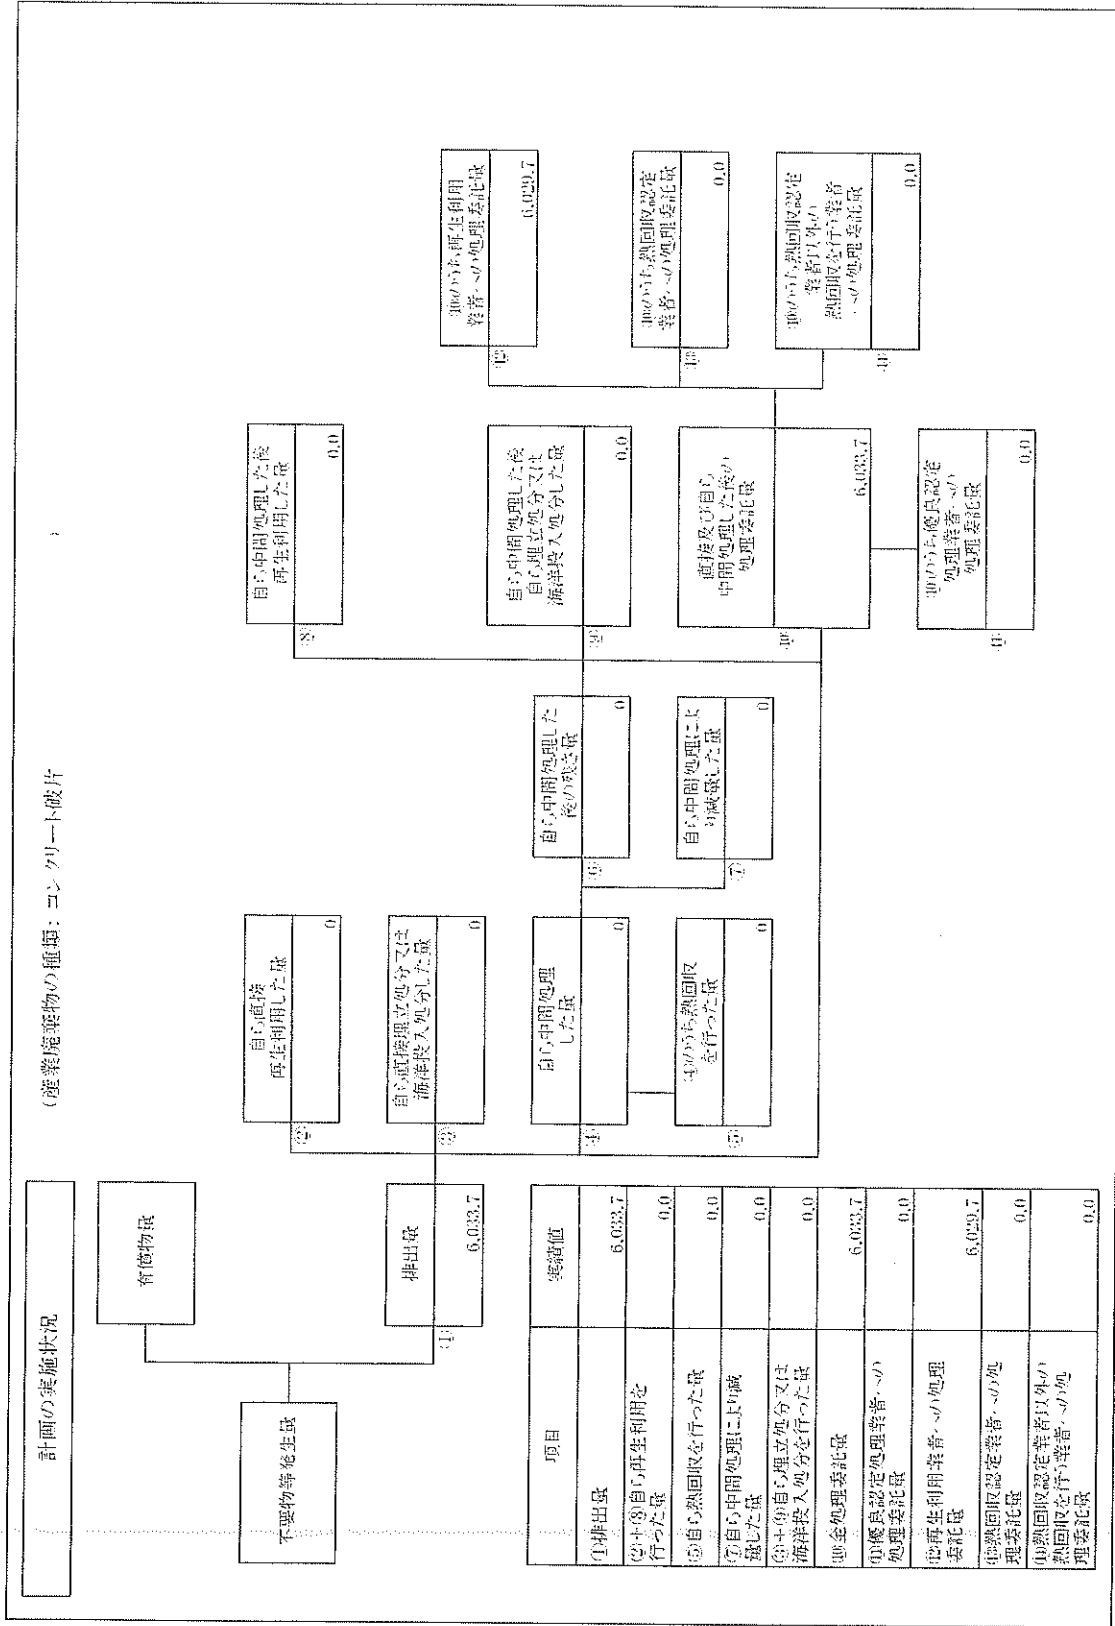 計画の実施状況
(産業廃棄物の種類：コンクリート破片
不要物等発生量
有償物量
①
排出量
6,033.7
②
自ら直接
再生利用した量
0
③
自ら直接埋立処分又は
海洋投入処分した量
0
④
自ら中間処理
した量
0
⑤
④のうち熱回収
を行った量
0
⑥
自ら中間処理した
後の残さ量
0
⑦
自ら中間処理によ
り減量した量
0
⑧
自ら中間処理した後
再生利用した量
0.0
⑨
自ら中間処理した後
自ら埋立処分又は
海洋投入処分した量
0.0
⑩
直接及び自ら
中間処理した後の
処理委託量
6,033.7
⑪
⑩のうち優良認定
処理業者への
処理委託量
0.0
⑫
⑩のうち再生利用
業者への処理委託量
6,029.7
⑬
⑩のうち熱回収認定
業者への処理委託量
0.0
⑭
⑩のうち熱回収認定
業者以外の
熱回収を行う業者
への処理委託量
0.0
項目 実績値
①排出量 6,033.7
②+⑧自ら再生利用を
行った量 0.0
⑤自ら熱回収を行った量 0.0
⑦自ら中間処理により減
量した量 0.0
③+⑨自ら埋立処分又は
海洋投入処分を行った量 0.0
⑩全処理委託量 6,033.7
⑪優良認定処理業者への
処理委託量 0.0
⑫再生利用業者への処理
委託量 6,029.7
⑬熱回収認定業者への処
理委託量 0.0
⑭熱回収認定業者以外の
熱回収を行う業者への処
理委託量 0.0